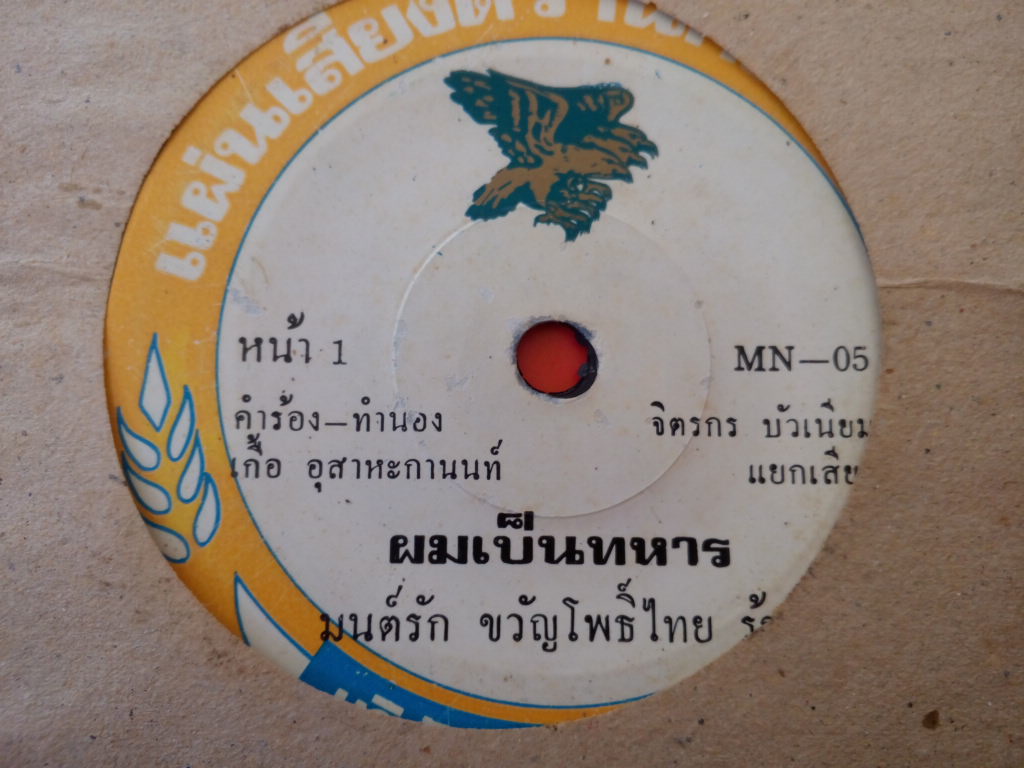 แผ่นเสียงตรา
หน้า 1
MN—05
คำร้อง—ทำนอง
จิตรกร บัวเนียม
เกื้อ อุสาหะกานนท์
แยกเสีย
ผมเป็นทหาร
มนต์รัก ขวัญโพธิ์ไทย